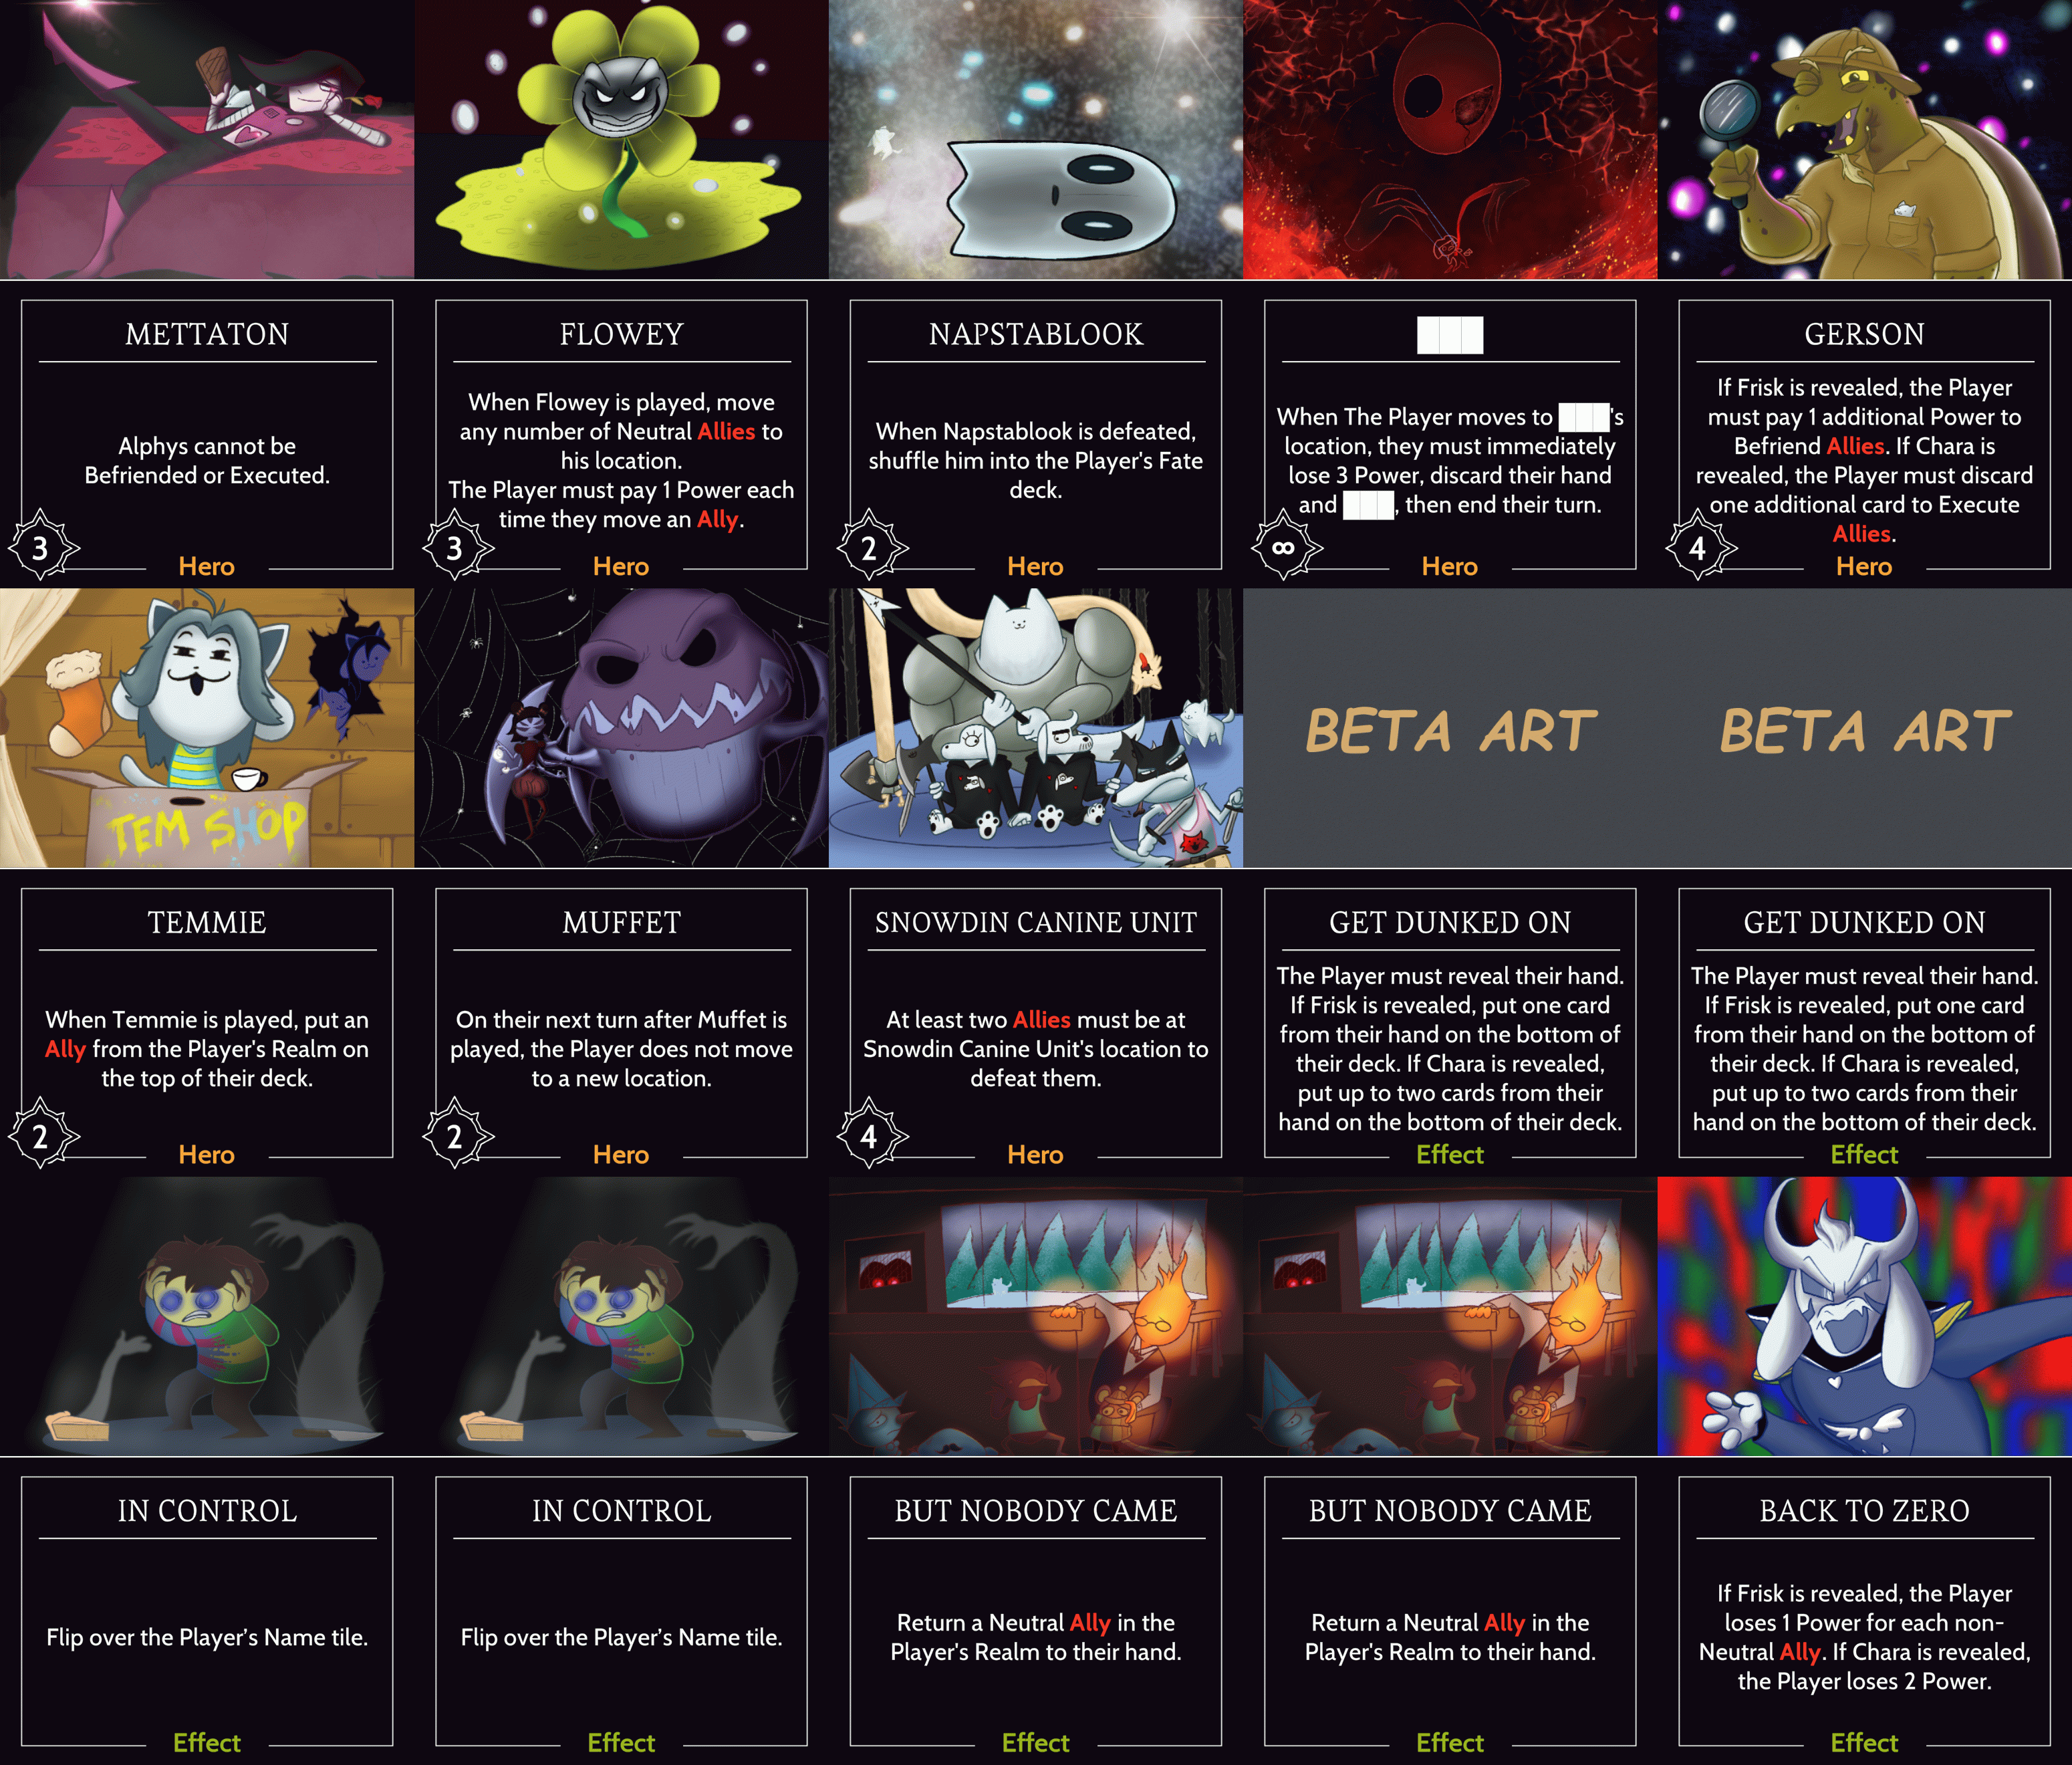 METTATON
Alphys cannot be
Befriended or Executed.
3
Hero
FLOWEY
When Flowey is played, move
any number of Neutral Allies to
his location.
The Player must pay 1 Power each
time they move an Ally.
3
Hero
NAPSTABLOOK
When Napstablook is defeated,
shuffle him into the Player's Fate
deck.
2
Hero
███
When The Player moves to ███'s
location, they must immediately
lose 3 Power, discard their hand
and ███, then end their turn.
∞
Hero
GERSON
If Frisk is revealed, the Player
must pay 1 additional Power to
Befriend Allies. If Chara is
revealed, the Player must discard
one additional card to Execute
Allies.
4
Hero
TEM SHOP
TEMMIE
When Temmie is played, put an
Ally from the Player's Realm on
the top of their deck.
2
Hero
MUFFET
On their next turn after Muffet is
played, the Player does not move
to a new location.
2
Hero
SNOWDIN CANINE UNIT
At least two Allies must be at
Snowdin Canine Unit's location to
defeat them.
4
Hero
BETA ART
GET DUNKED ON
The Player must reveal their hand.
If Frisk is revealed, put one card
from their hand on the bottom of
their deck. If Chara is revealed,
put up to two cards from their
hand on the bottom of their deck.
Effect
BETA ART
GET DUNKED ON
The Player must reveal their hand.
If Frisk is revealed, put one card
from their hand on the bottom of
their deck. If Chara is revealed,
put up to two cards from their
hand on the bottom of their deck.
Effect
IN CONTROL
Flip over the Player’s Name tile.
Effect
IN CONTROL
Flip over the Player’s Name tile.
Effect
BUT NOBODY CAME
Return a Neutral Ally in the
Player's Realm to their hand.
Effect
BUT NOBODY CAME
Return a Neutral Ally in the
Player's Realm to their hand.
Effect
BACK TO ZERO
If Frisk is revealed, the Player
loses 1 Power for each non-
Neutral Ally. If Chara is revealed,
the Player loses 2 Power.
Effect